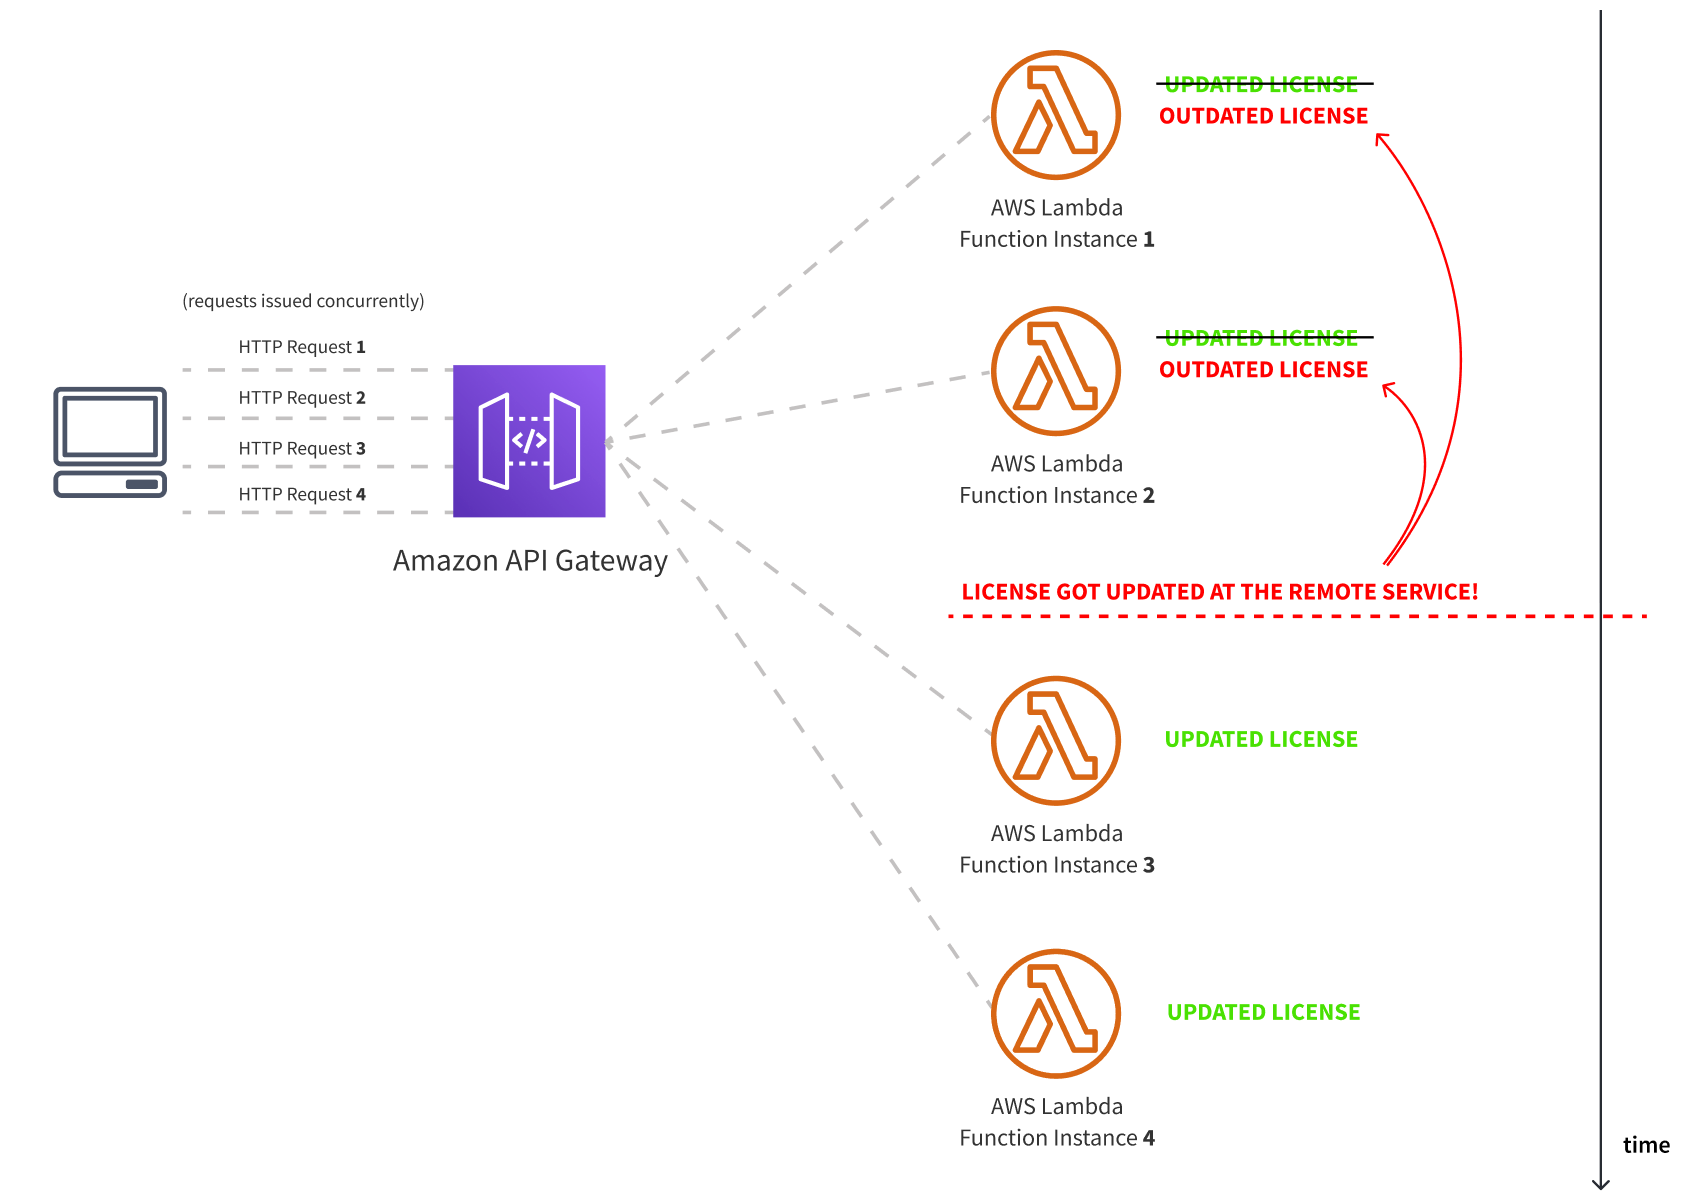 UPDATED LICENSE
OUTDATED LICENSE
AWS Lambda
Function Instance 1
(requests issued concurrently)
HTTP Request 1
HTTP Request 2
HTTP Request 3
HTTP Request 4
</>
Amazon API Gateway
UPDATED LICENSE
OUTDATED LICENSE
AWS Lambda
Function Instance 2
LICENSE GOT UPDATED AT THE REMOTE SERVICE!
UPDATED LICENSE
AWS Lambda
Function Instance 3
UPDATED LICENSE
AWS Lambda
Function Instance 4
time